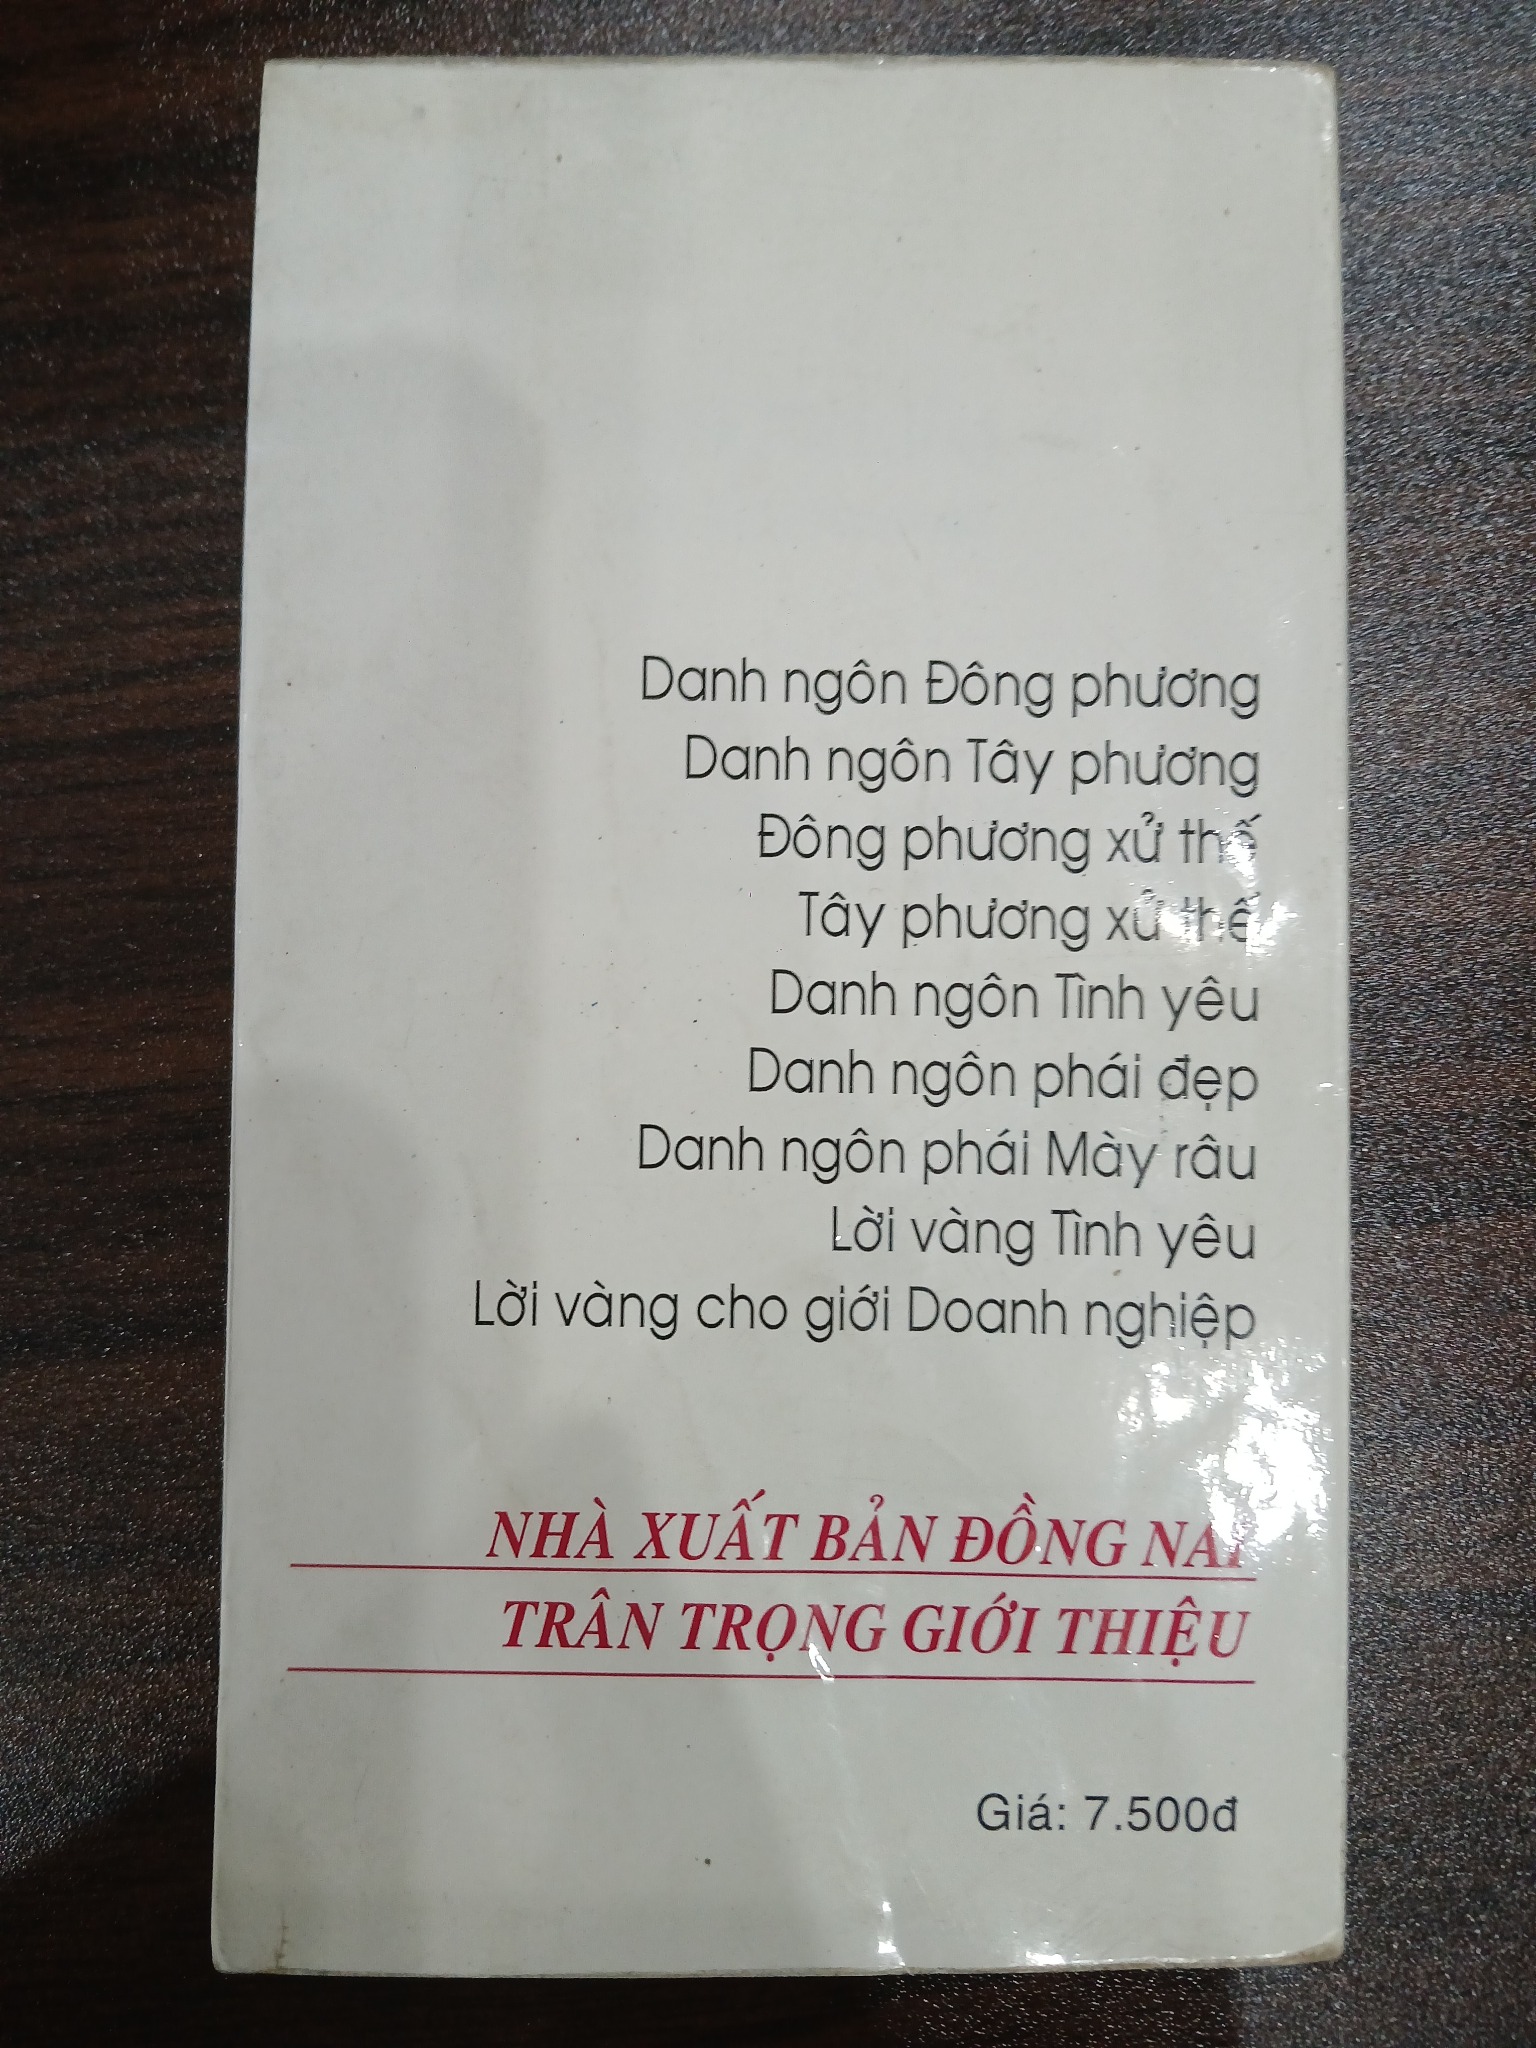 Danh ngôn Đông phương
Danh ngôn Tây phương
Đông phương xử thế
Tây phương xử thế
Danh ngôn Tình yêu
Danh ngôn phái đẹp
Danh ngôn phái Mày râu
Lời vàng Tình yêu
Lời vàng cho giới Doanh nghiệp
NHÀ XUẤT BẢN ĐỒNG NAI
TRÂN TRỌNG GIỚI THIỆU
Giá: 7.500đ